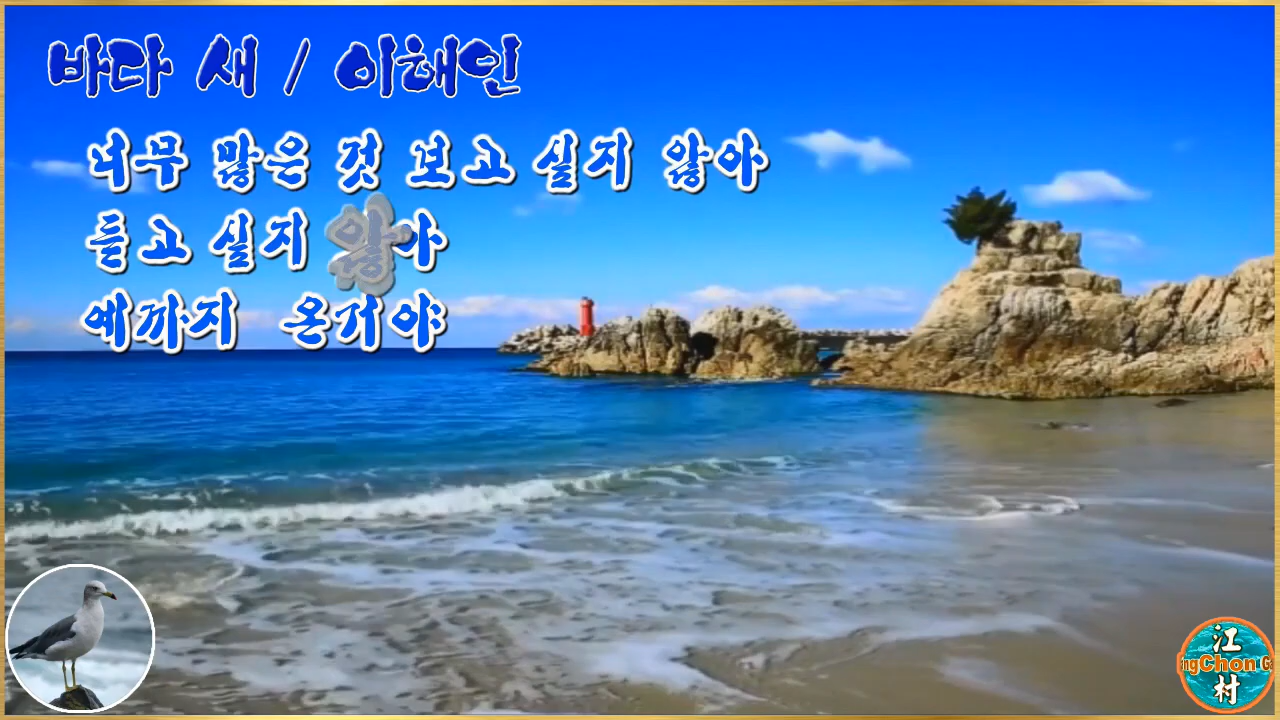 바다 새 / 이해인
너무 많은 것 보고 싶지 않아
듣고 싶지 않아
예까지 온거야
江
ngChon G
村